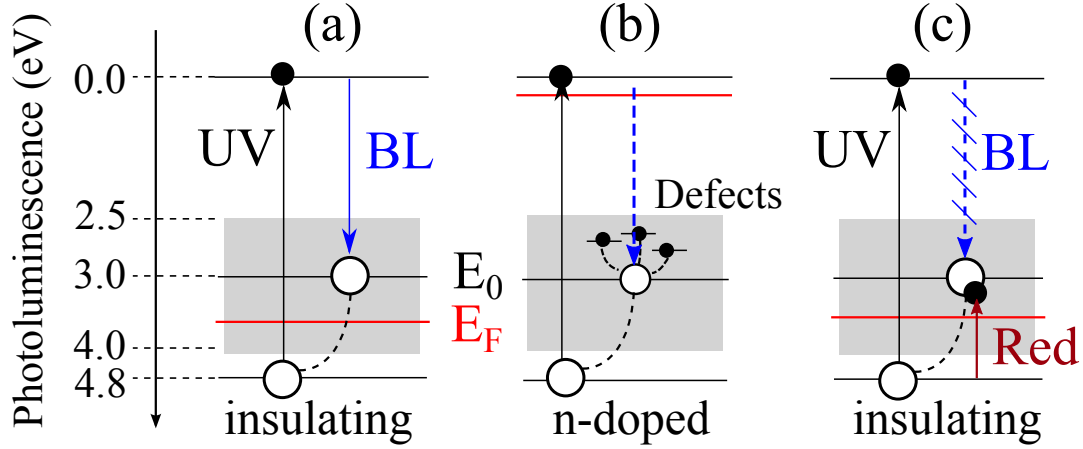 (a) (b) (c)
Photoluminescence (eV)
0.0
2.5
3.0
4.0
4.8
UV
BL
insulating
E₀
E_F
Defects
n-doped
UV
BL
Red
insulating